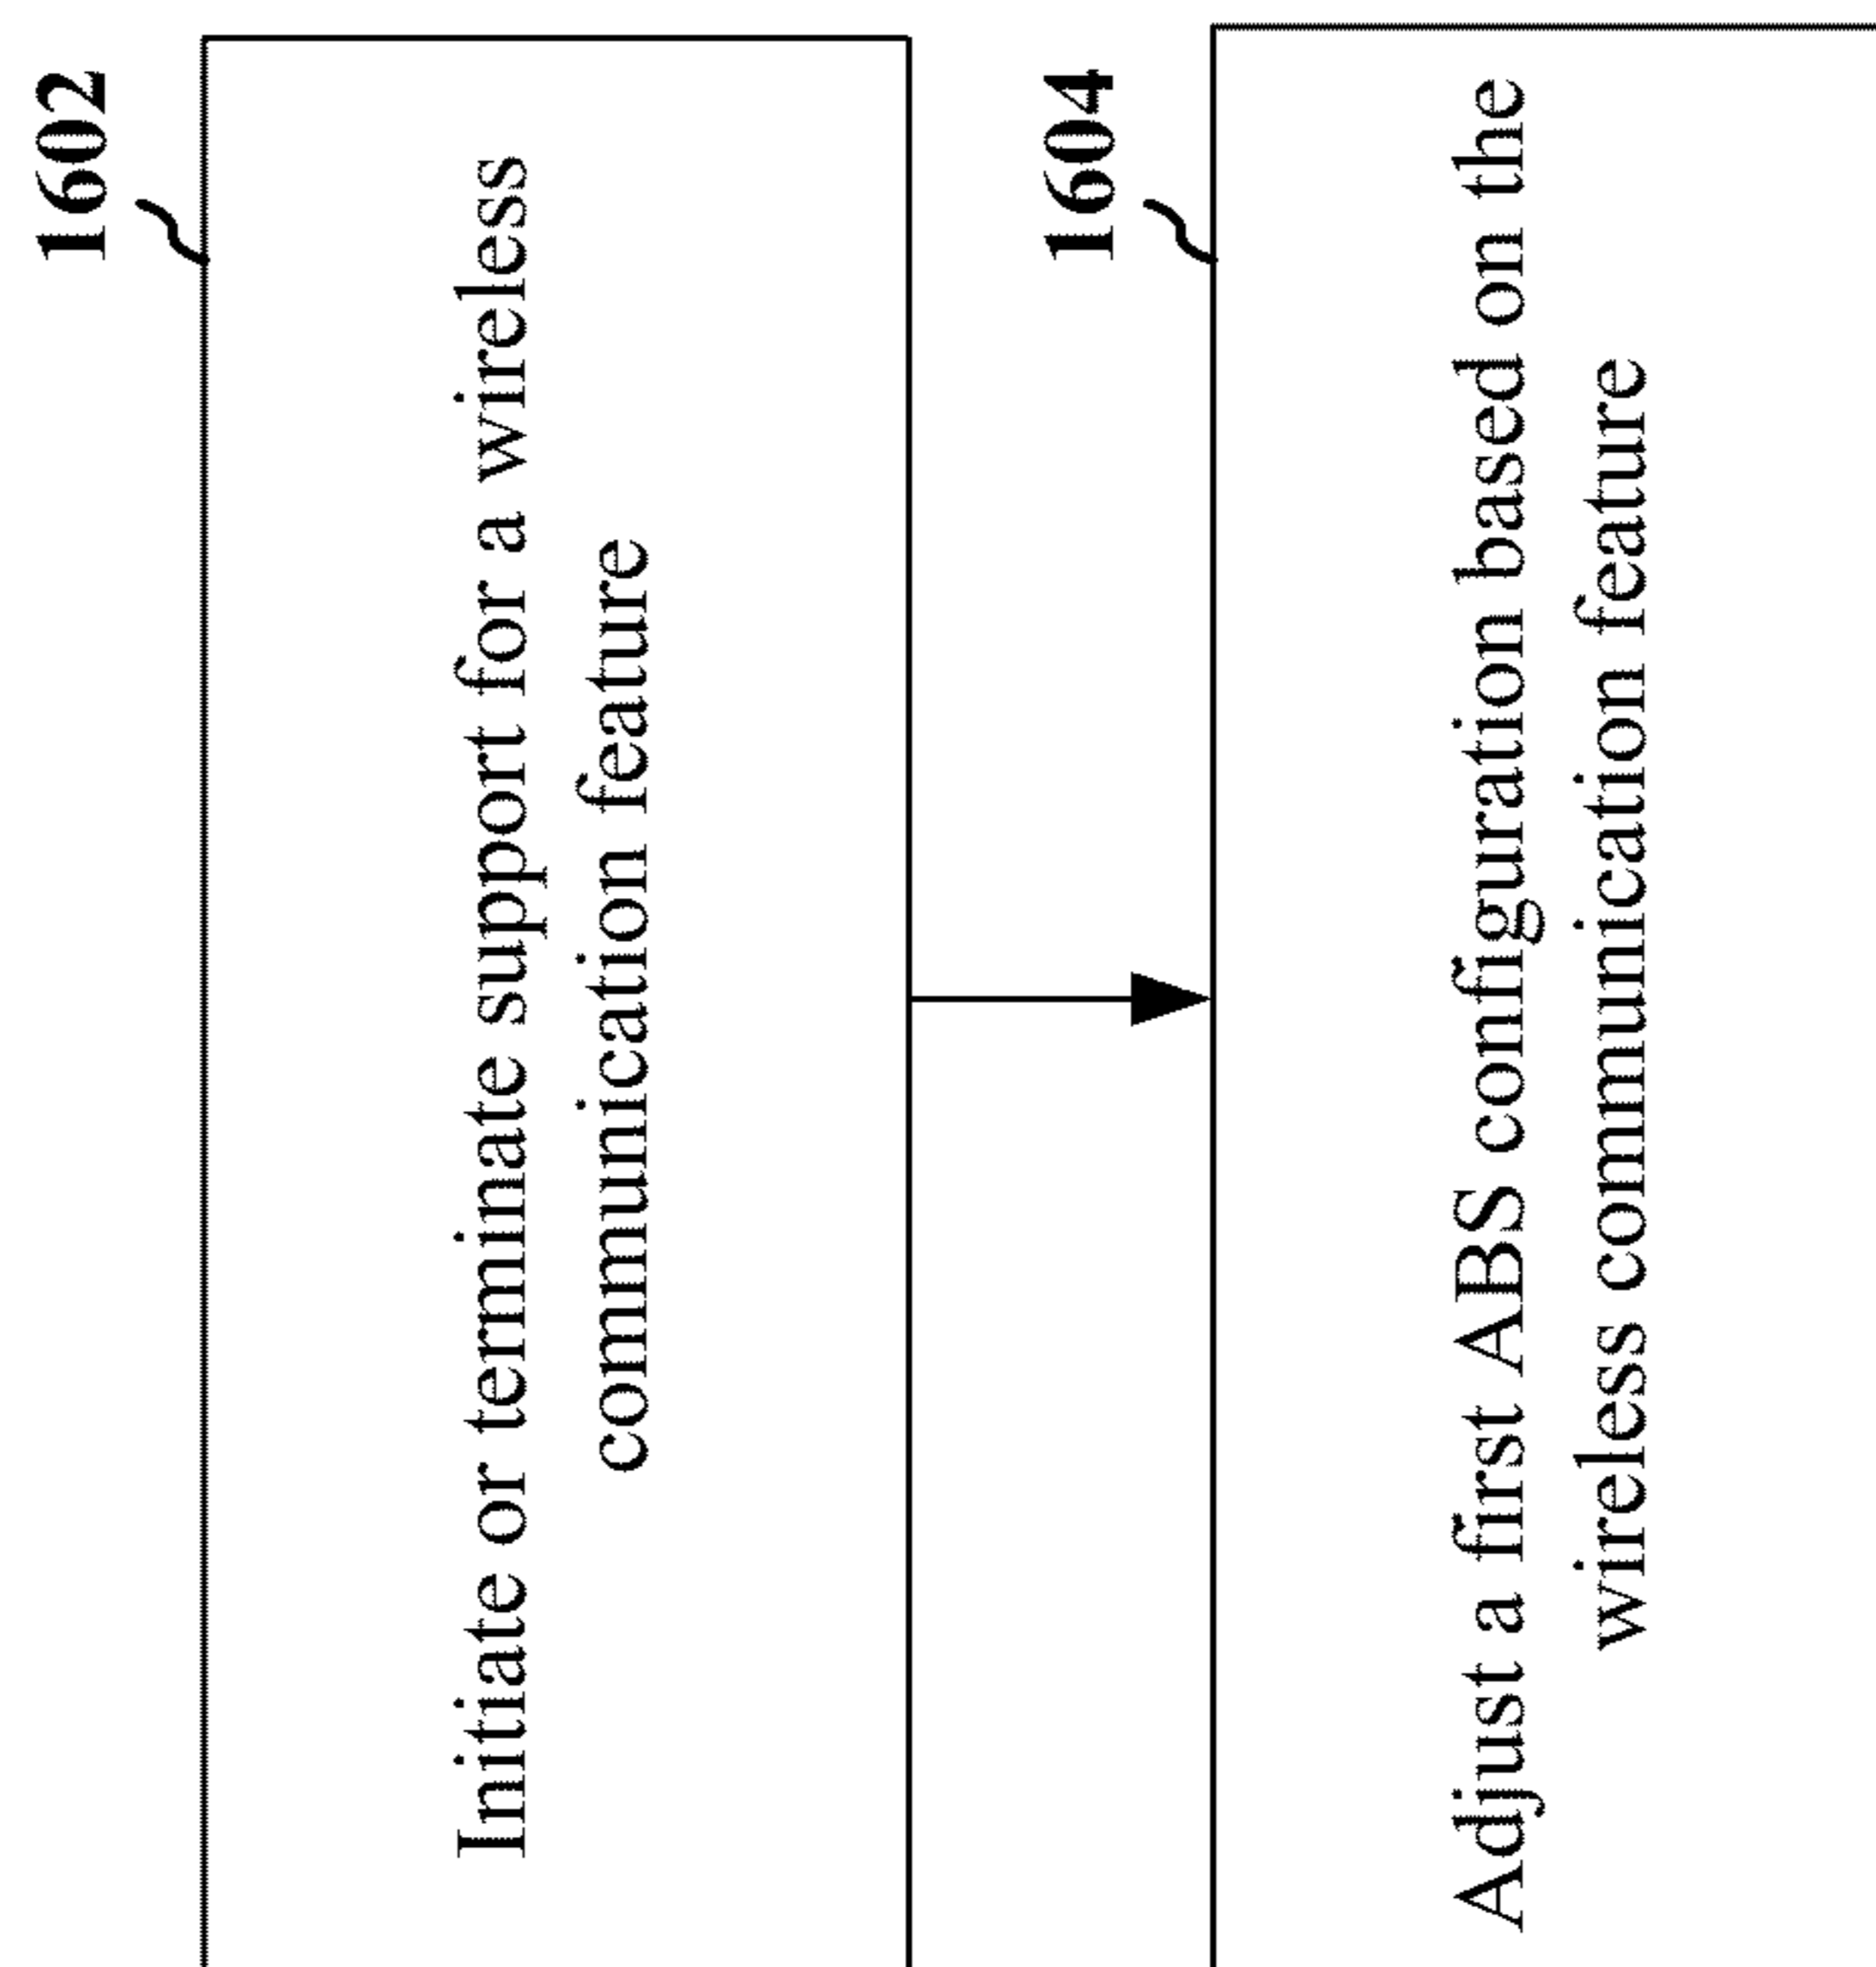 1602
Initiate or terminate support for a wireless
communication feature
1604
Adjust a first ABS configuration based on the
wireless communication feature